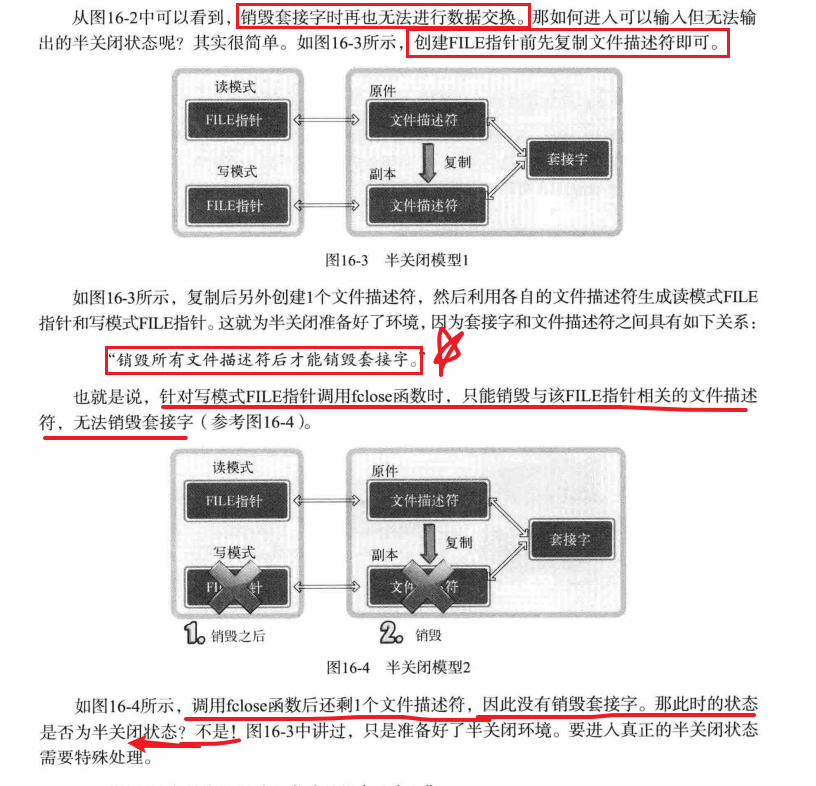 从图16-2中可以看到，销毁套接字时再也无法进行数据交换。那如何进入可以输入但无法输
出的半关闭状态呢？其实很简单。如图16-3所示，创建FILE指针前先复制文件描述符即可。
读模式
原件
FILE指针
文件描述符
复制
套接字
写模式
副本
FILE指针
文件描述符
图16-3 半关闭模型1
如图16-3所示，复制后另外创建1个文件描述符，然后利用各自的文件描述符生成读模式FILE
指针和写模式FILE指针。这就为半关闭准备好了环境，因为套接字和文件描述符之间具有如下关系：
“销毁所有文件描述符后才能销毁套接字。”
也就是说，针对写模式FILE指针调用fclose函数时，只能销毁与该FILE指针相关的文件描述
符，无法销毁套接字（参考图16-4）。
读模式
原件
FILE指针
文件描述符
复制
套接字
写模式
副本
1. 销毁之后
2. 销毁
图16-4 半关闭模型2
如图16-4所示，调用fclose函数后还剩1个文件描述符，因此没有销毁套接字。那此时的状态
是否为半关闭状态？不是！图16-3中讲过，只是准备好了半关闭环境。要进入真正的半关闭状态
需要特殊处理。